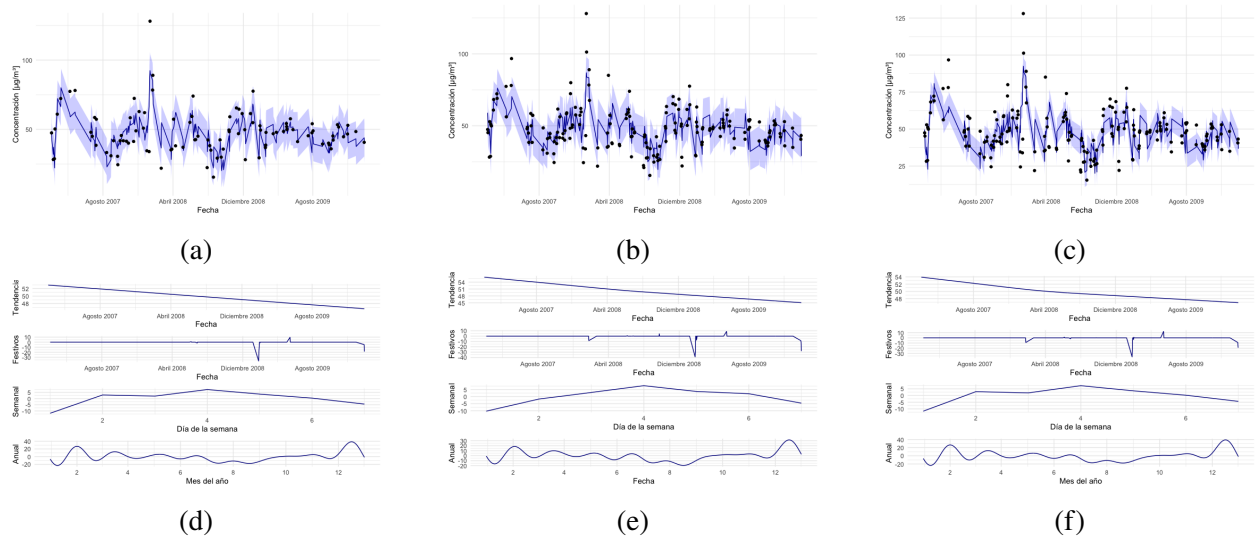 Concentración [µg/m³]
100
50
Agosto 2007 Abril 2008 Diciembre 2008 Agosto 2009
Fecha
(a)
Concentración [µg/m³]
100
50
Agosto 2007 Abril 2008 Diciembre 2008 Agosto 2009
Fecha
(b)
Concentración [µg/m³]
125
100
75
50
25
Agosto 2007 Abril 2008 Diciembre 2008 Agosto 2009
Fecha
(c)
Tendencia
52
50
48
Agosto 2007 Abril 2008 Diciembre 2008 Agosto 2009
Fecha
Festivos
10
0
-10
-20
-30
Agosto 2007 Abril 2008 Diciembre 2008 Agosto 2009
Fecha
Semanal
5
0
-5
-10
2 4 6
Día de la semana
Anual
40
20
0
-20
2 4 6 8 10 12
Mes del año
(d)
Tendencia
54
51
48
45
Agosto 2007 Abril 2008 Diciembre 2008 Agosto 2009
Fecha
Festivos
10
0
-10
-20
-30
Agosto 2007 Abril 2008 Diciembre 2008 Agosto 2009
Fecha
Semanal
5
0
-5
-10
2 4 6
Día de la semana
Anual
30
20
10
0
-10
-20
2 4 6 8 10 12
Fecha
(e)
Tendencia
54
52
50
48
Agosto 2007 Abril 2008 Diciembre 2008 Agosto 2009
Fecha
Festivos
10
0
-10
-20
-30
Agosto 2007 Abril 2008 Diciembre 2008 Agosto 2009
Fecha
Semanal
5
0
-5
-10
2 4 6
Día de la semana
Anual
40
20
0
-20
2 4 6 8 10 12
Mes del año
(f)